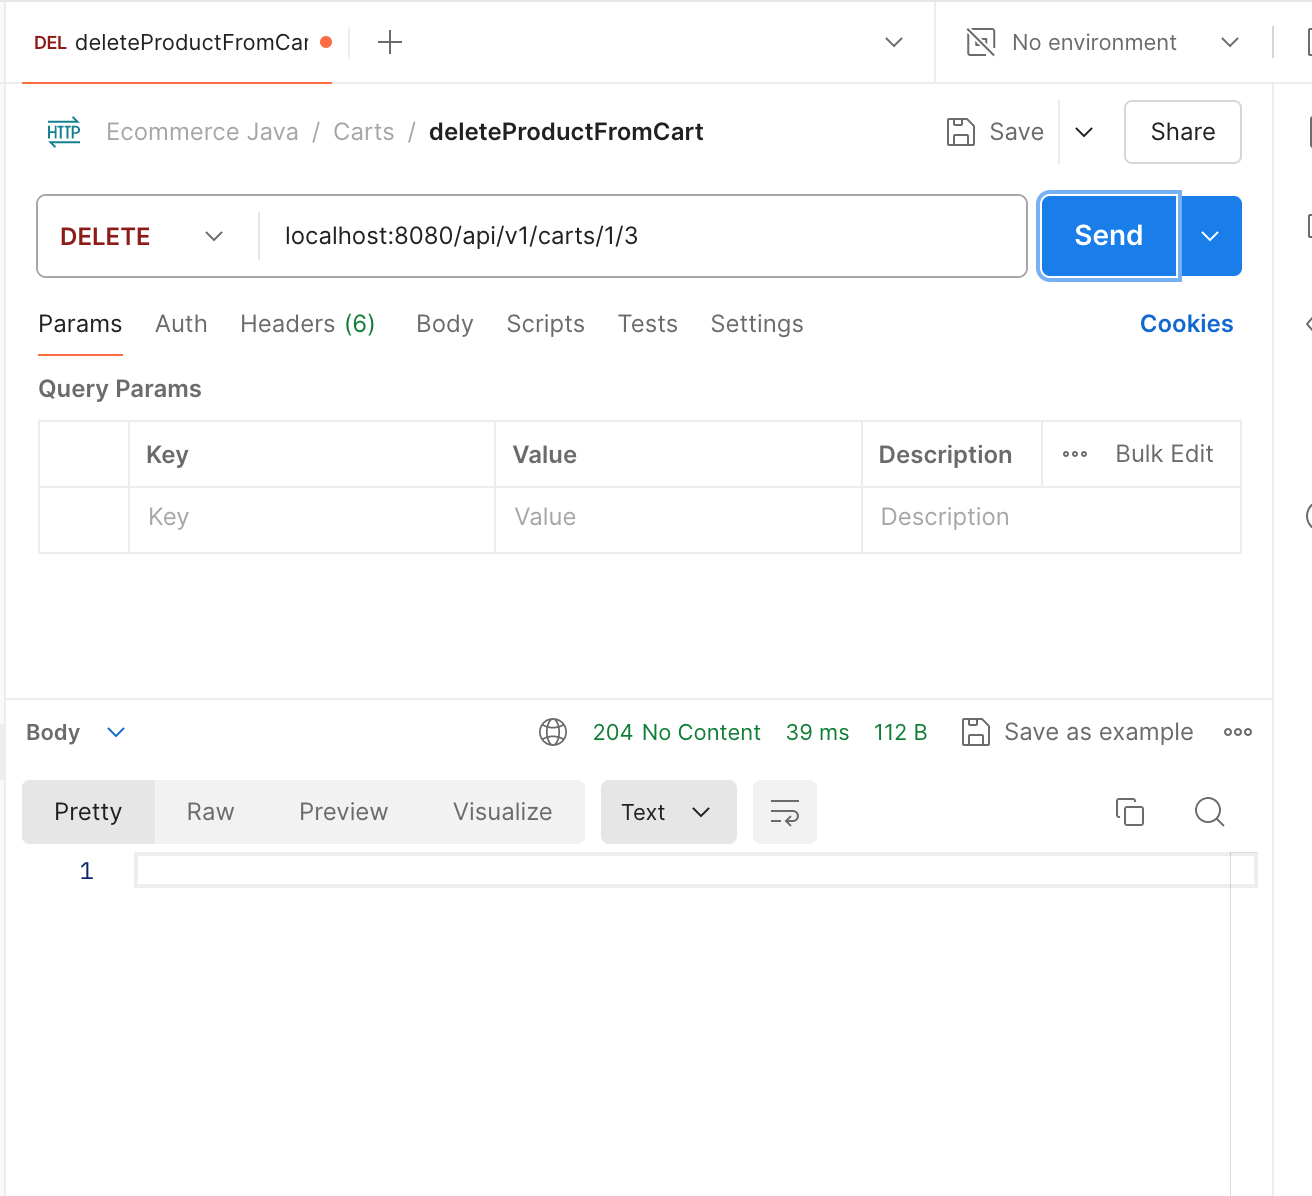 DEL deleteProductFromCar
No environment
HTTP Ecommerce Java / Carts / deleteProductFromCart
Save
Share
DELETE
localhost:8080/api/v1/carts/1/3
Send
Params Auth Headers (6) Body Scripts Tests Settings Cookies
Query Params
Key Value Description Bulk Edit
Key Value Description
Body 204 No Content 39 ms 112 B Save as example
Pretty Raw Preview Visualize Text
1